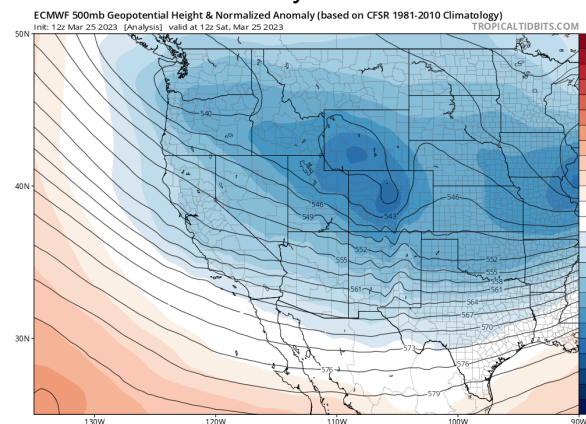 ECMWF 500mb Geopotential Height & Normalized Anomaly (based on CFSR 1981-2010 Climatology)
Init: 12z Mar 25 2023 [Analysis] valid at 12z Sat, Mar 25 2023
TROPICALTIDBITS.COM
50N
540
40N
546
546
543
549
552
552
555
555
558
561
561
564
567
570
30N
573
576
576
579
130W
120W
110W
100W
90W